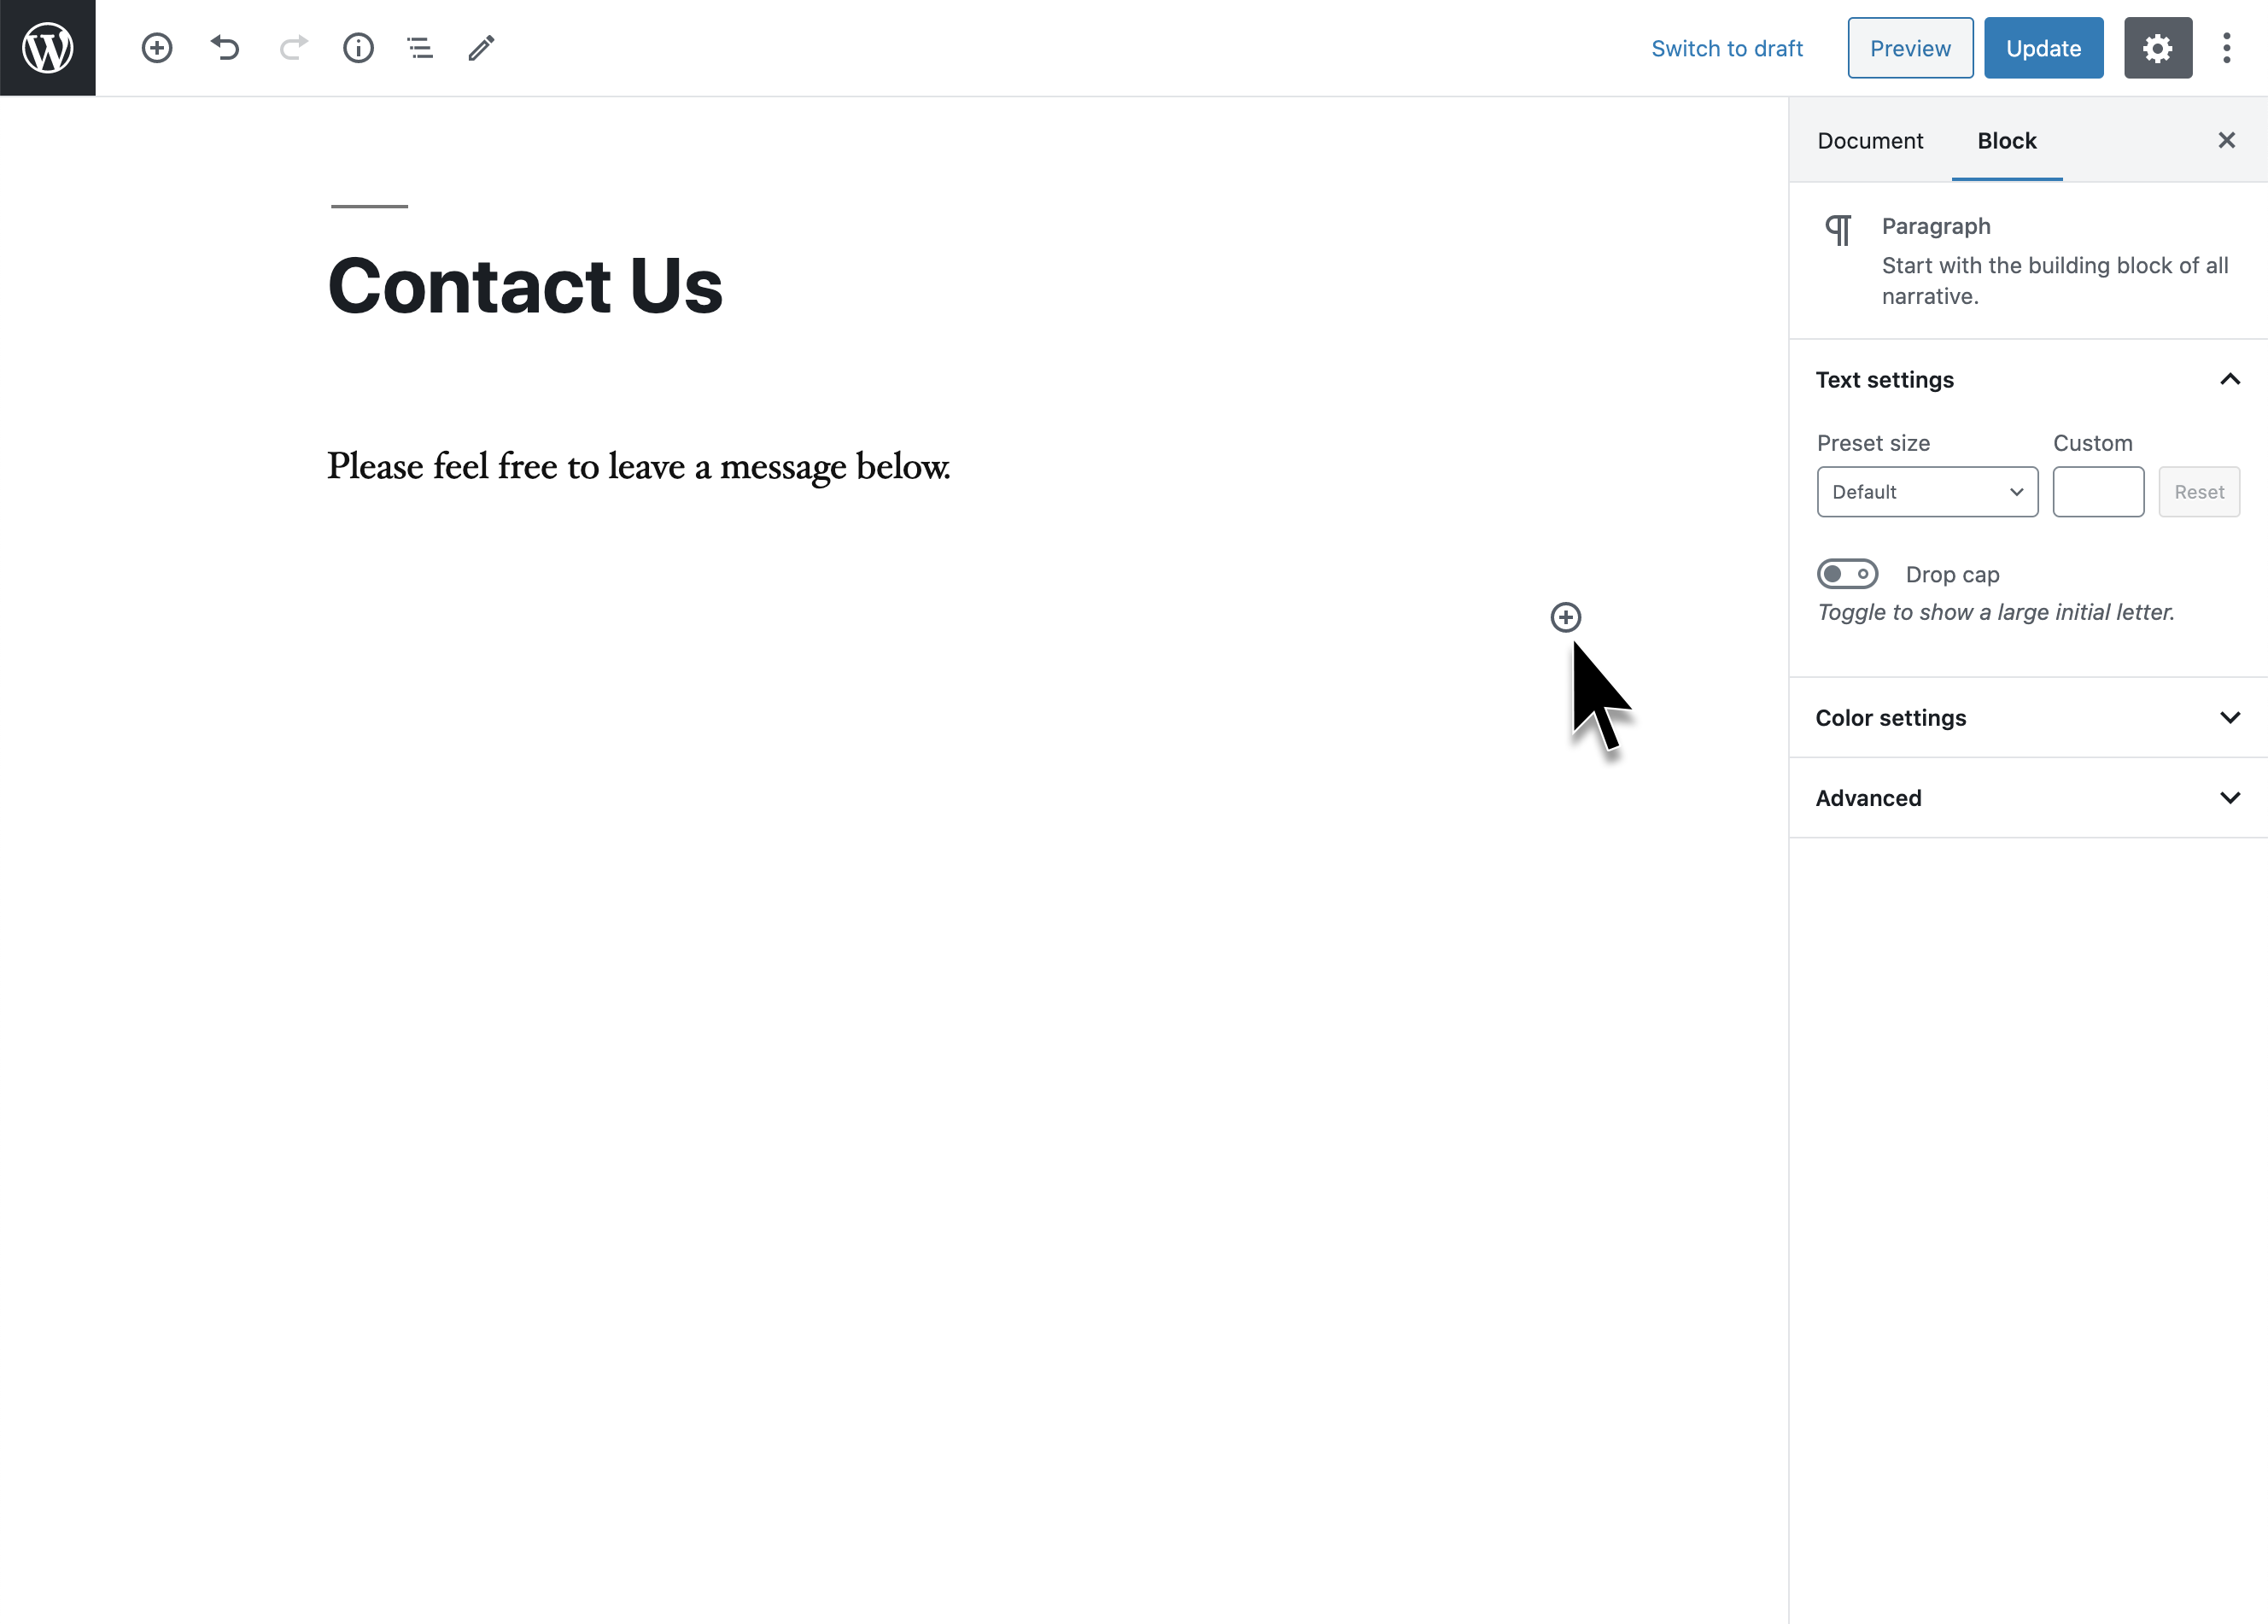 Switch to draft
Preview
Update
Document
Block
Contact Us
Paragraph
Start with the building block of all
narrative.
Text settings
Preset size
Custom
Please feel free to leave a message below.
Default
Reset
Drop cap
Toggle to show a large initial letter.
Color settings
Advanced